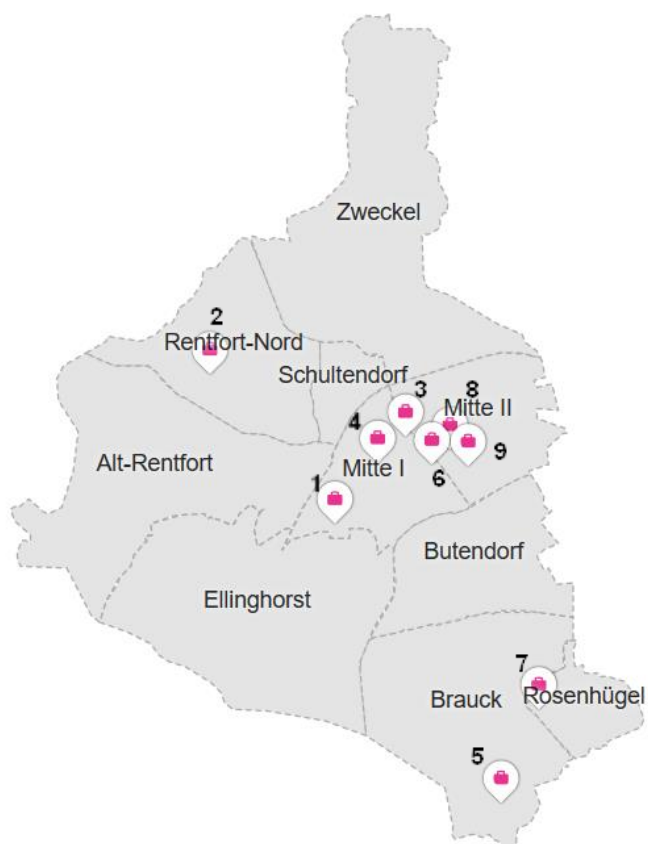 Zweckel
2
Rentfort-Nord
Schultendorf
3
8
Mitte II
4
Alt-Rentfort
Mitte I
6
9
1
Butendorf
Ellinghorst
7
Brauck
Rosenhügel
5